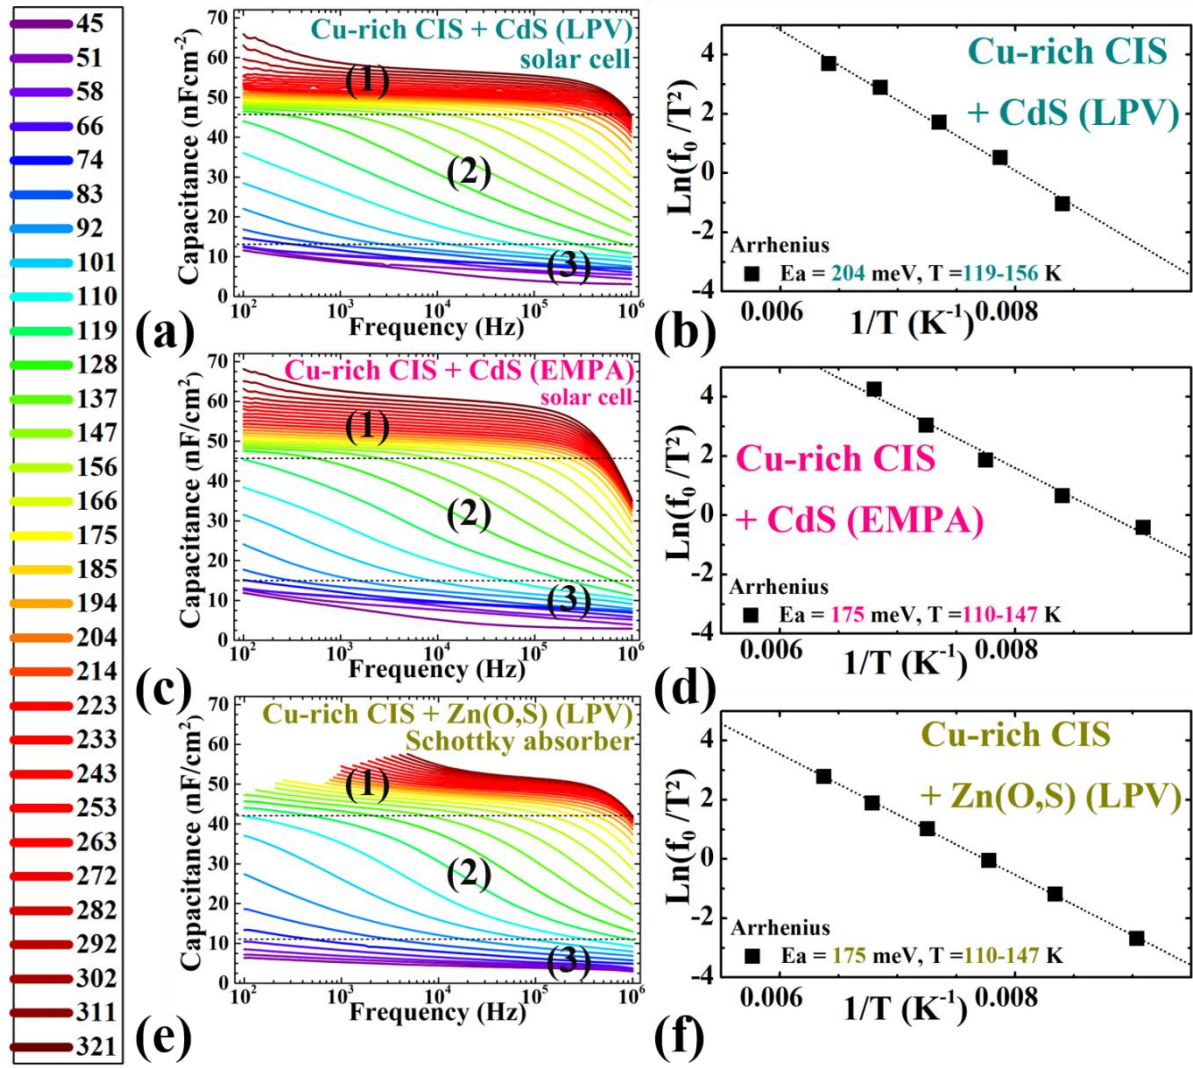 45
51
58
66
74
83
92
101
110
119
128
137
147
156
166
175
185
194
204
214
223
233
243
253
263
272
282
292
302
311
321
Cu-rich CIS + CdS (LPV)
solar cell
70
60
50
40
30
20
10
0
Capacitance (nFcm⁻²)
(1)
(2)
(3)
10² 10³ 10⁴ 10⁵ 10⁶
Frequency (Hz)
(a)
Cu-rich CIS
+ CdS (LPV)
4
2
0
-2
-4
Ln(f₀ /T²)
Arrhenius
Ea = 204 meV, T =119-156 K
0.006 0.008
1/T (K⁻¹)
(b)
Cu-rich CIS + CdS (EMPA)
solar cell
70
60
50
40
30
20
10
0
Capacitance (nF/cm²)
(1)
(2)
(3)
10² 10³ 10⁴ 10⁵ 10⁶
Frequency (Hz)
(c)
Cu-rich CIS
+ CdS (EMPA)
4
2
0
-2
-4
Ln(f₀ /T²)
Arrhenius
Ea = 175 meV, T =110-147 K
0.006 0.008
1/T (K⁻¹)
(d)
Cu-rich CIS + Zn(O,S) (LPV)
Schottky absorber
70
60
50
40
30
20
10
0
Capacitance (nF/cm²)
(1)
(2)
(3)
10² 10³ 10⁴ 10⁵ 10⁶
Frequency (Hz)
(e)
Cu-rich CIS
+ Zn(O,S) (LPV)
4
2
0
-2
-4
Ln(f₀ /T²)
Arrhenius
Ea = 175 meV, T =110-147 K
0.006 0.008
1/T (K⁻¹)
(f)